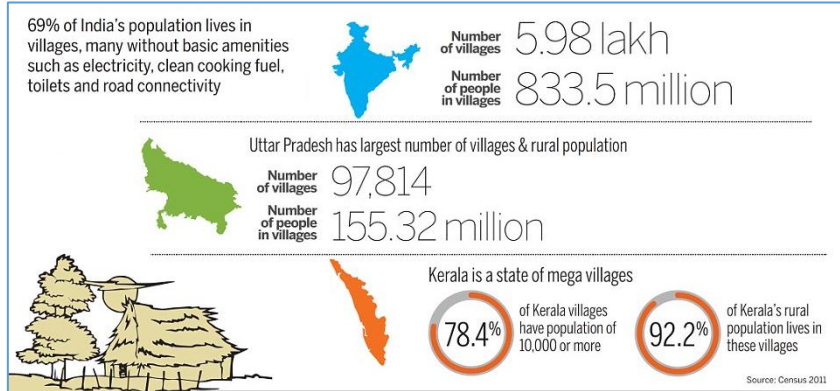 69% of India's population lives in
villages, many without basic amenities
such as electricity, clean cooking fuel,
toilets and road connectivity
Number
of villages
5.98 lakh
Number
of people
in villages
833.5 million
Uttar Pradesh has largest number of villages & rural population
Number
of villages
97,814
Number
of people
in villages
155.32 million
Kerala is a state of mega villages
78.4%
of Kerala villages
have population of
10,000 or more
92.2%
of Kerala's rural
population lives in
these villages
Source: Census 2011